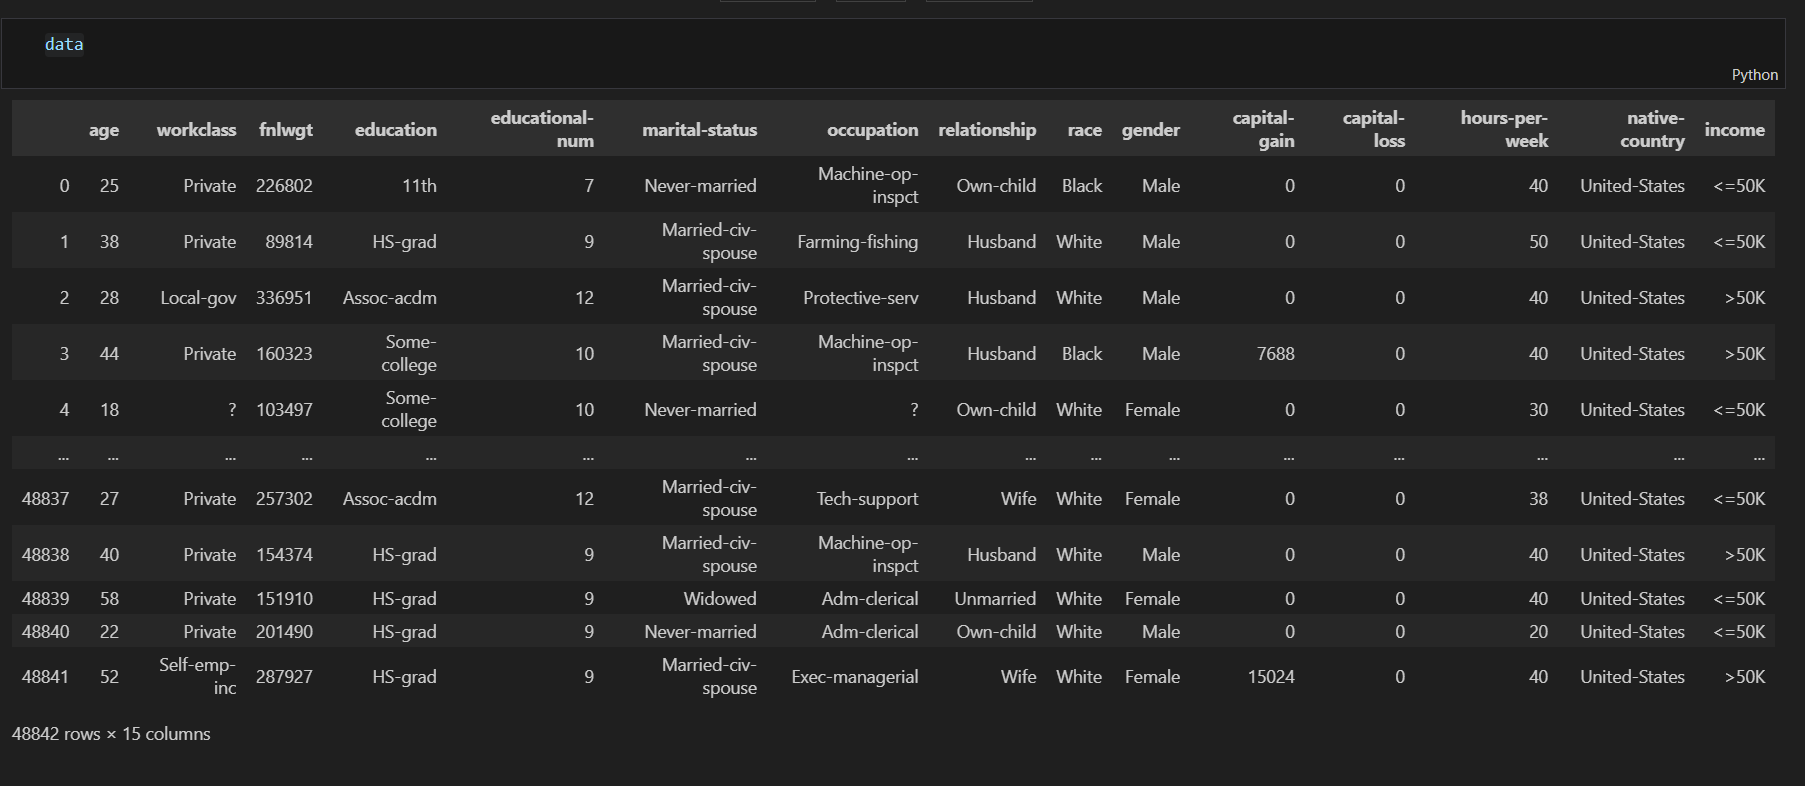 data
Python
age workclass fnlwgt education educational-num marital-status occupation relationship race gender capital-gain capital-loss hours-per-week native-country income
0 25 Private 226802 11th 7 Never-married Machine-op-inspct Own-child Black Male 0 0 40 United-States <=50K
1 38 Private 89814 HS-grad 9 Married-civ-spouse Farming-fishing Husband White Male 0 0 50 United-States <=50K
2 28 Local-gov 336951 Assoc-acdm 12 Married-civ-spouse Protective-serv Husband White Male 0 0 40 United-States >50K
3 44 Private 160323 Some-college 10 Married-civ-spouse Machine-op-inspct Husband Black Male 7688 0 40 United-States >50K
4 18 ? 103497 Some-college 10 Never-married ? Own-child White Female 0 0 30 United-States <=50K
... ... ... ... ... ... ... ... ... ... ... ... ... ... ... ...
48837 27 Private 257302 Assoc-acdm 12 Married-civ-spouse Tech-support Wife White Female 0 0 38 United-States <=50K
48838 40 Private 154374 HS-grad 9 Married-civ-spouse Machine-op-inspct Husband White Male 0 0 40 United-States >50K
48839 58 Private 151910 HS-grad 9 Widowed Adm-clerical Unmarried White Female 0 0 40 United-States <=50K
48840 22 Private 201490 HS-grad 9 Never-married Adm-clerical Own-child White Male 0 0 20 United-States <=50K
48841 52 Self-emp-inc 287927 HS-grad 9 Married-civ-spouse Exec-managerial Wife White Female 15024 0 40 United-States >50K
48842 rows × 15 columns